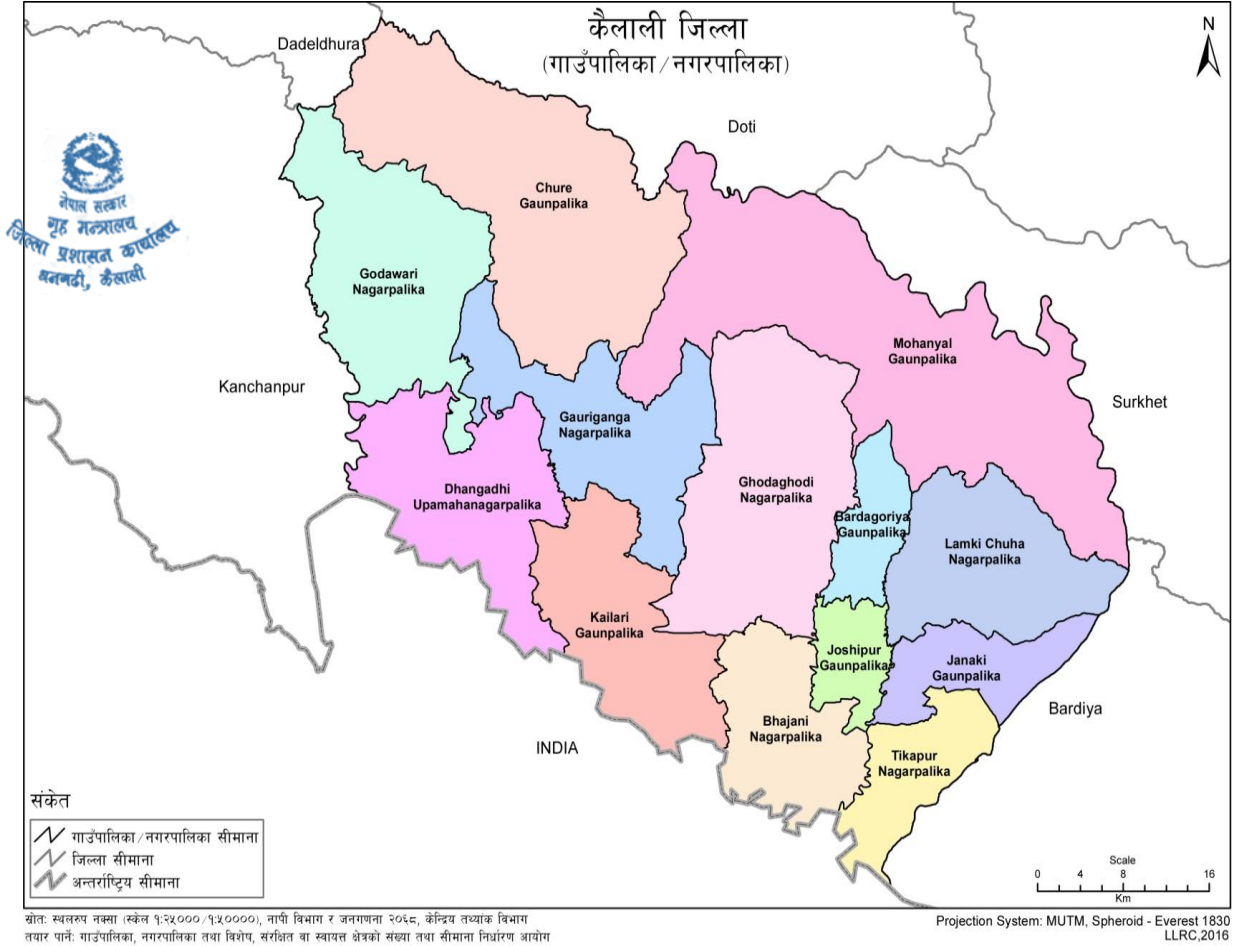 कैलाली जिल्ला
(गाउँपालिका/नगरपालिका)
N
Dadeldhura
Doti
नेपाल सरकार
गृह मन्त्रालय
जिल्ला प्रशासन कार्यालय
धनगढी, कैलाली
Chure
Gaunpalika
Godawari
Nagarpalika
Mohanyal
Gaunpalika
Kanchanpur
Surkhet
Gauriganga
Nagarpalika
Ghodaghodi
Nagarpalika
Dhangadhi
Upamahanagarpalika
Bardagoriya
Gaunpalika
Lamki Chuha
Nagarpalika
Kailari
Gaunpalika
Joshipur
Gaunpalika
Janaki
Gaunpalika
Bardiya
Bhajani
Nagarpalika
INDIA
Tikapur
Nagarpalika
संकेत
गाउँपालिका/नगरपालिका सीमाना
जिल्ला सीमाना
अन्तर्राष्ट्रिय सीमाना
Scale
0 4 8 16
Km
स्रोत: स्थलरुप नक्सा (स्केल १:२५००० /१:५००००), नापी विभाग र जनगणना २०६८, केन्द्रिय तथ्यांक विभाग
तयार पार्ने: गाउँपालिका, नगरपालिका तथा विशेष, संरक्षित वा स्वायत्त क्षेत्रको संख्या तथा सीमाना निर्धारण आयोग
Projection System: MUTM, Spheroid - Everest 1830
LLRC,2016